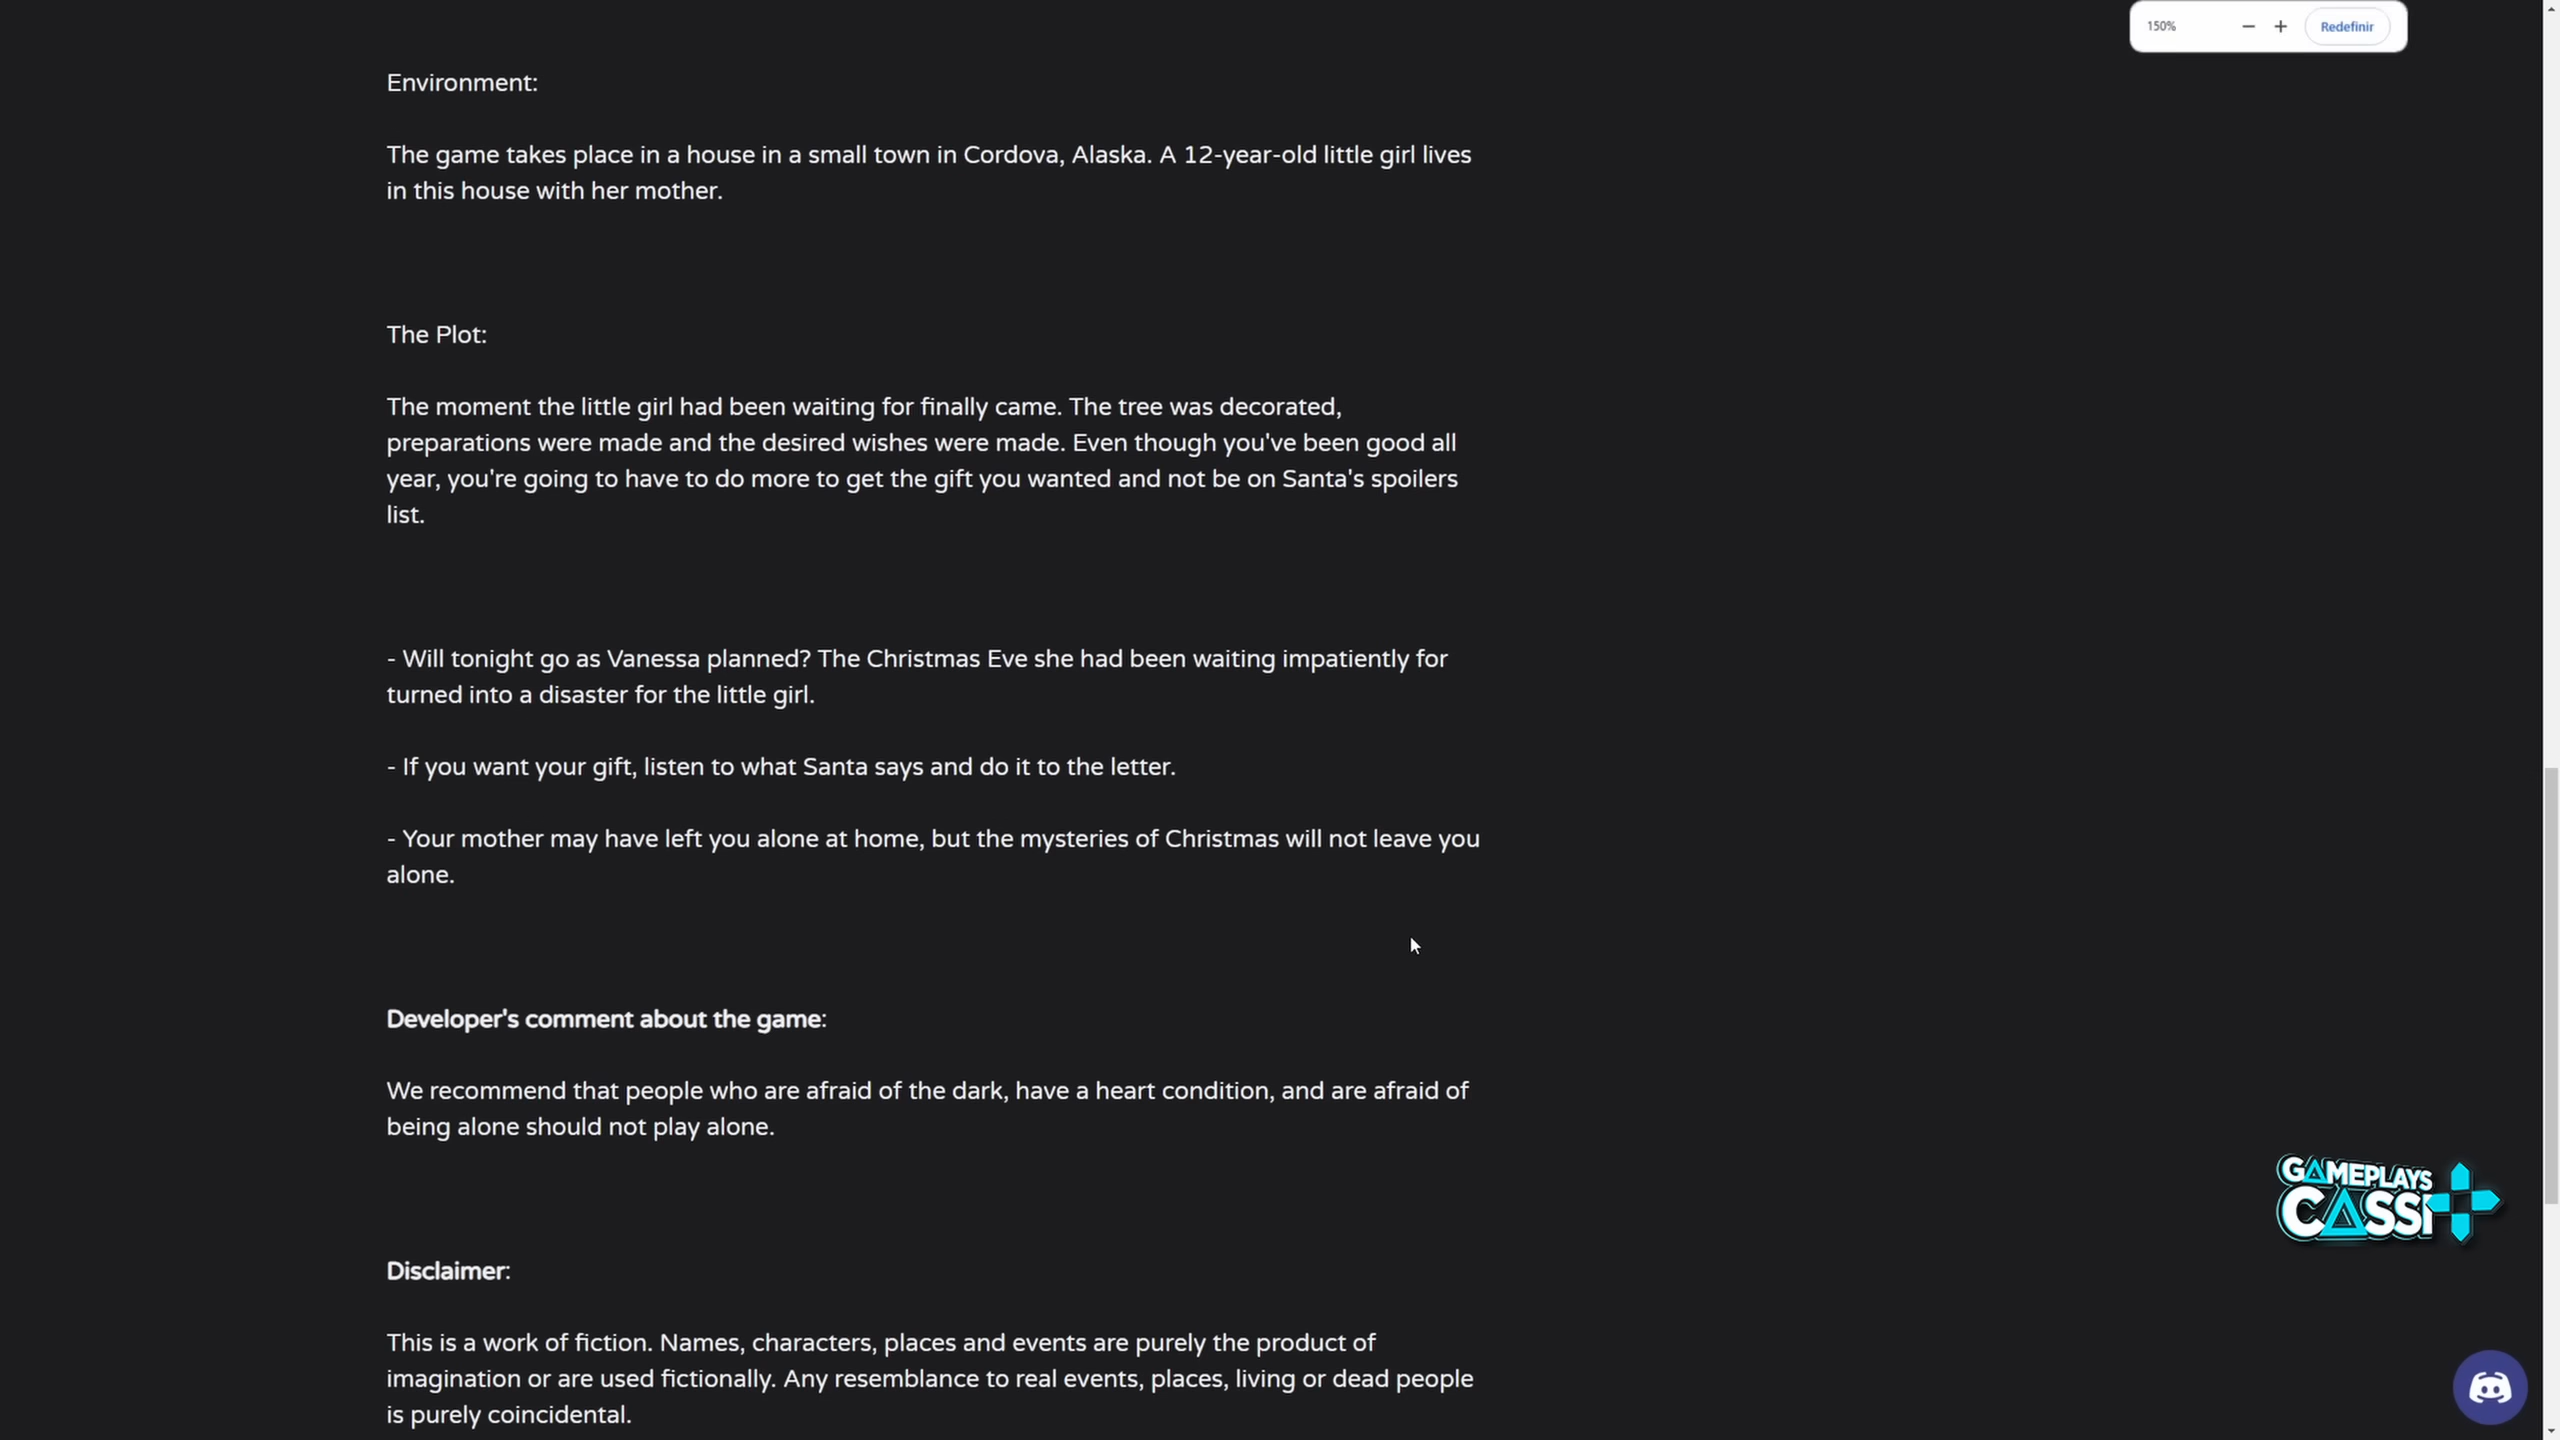 150%
Redefinir
Environment:
The game takes place in a house in a small town in Cordova, Alaska. A 12-year-old little girl lives
in this house with her mother.
The Plot:
The moment the little girl had been waiting for finally came. The tree was decorated,
preparations were made and the desired wishes were made. Even though you've been good all
year, you're going to have to do more to get the gift you wanted and not be on Santa's spoilers
list.
- Will tonight go as Vanessa planned? The Christmas Eve she had been waiting impatiently for
turned into a disaster for the little girl.
- If you want your gift, listen to what Santa says and do it to the letter.
- Your mother may have left you alone at home, but the mysteries of Christmas will not leave you
alone.
Developer's comment about the game:
We recommend that people who are afraid of the dark, have a heart condition, and are afraid of
being alone should not play alone.
GAMEPLAYS
CASSI
Disclaimer:
This is a work of fiction. Names, characters, places and events are purely the product of
imagination or are used fictionally. Any resemblance to real events, places, living or dead people
is purely coincidental.